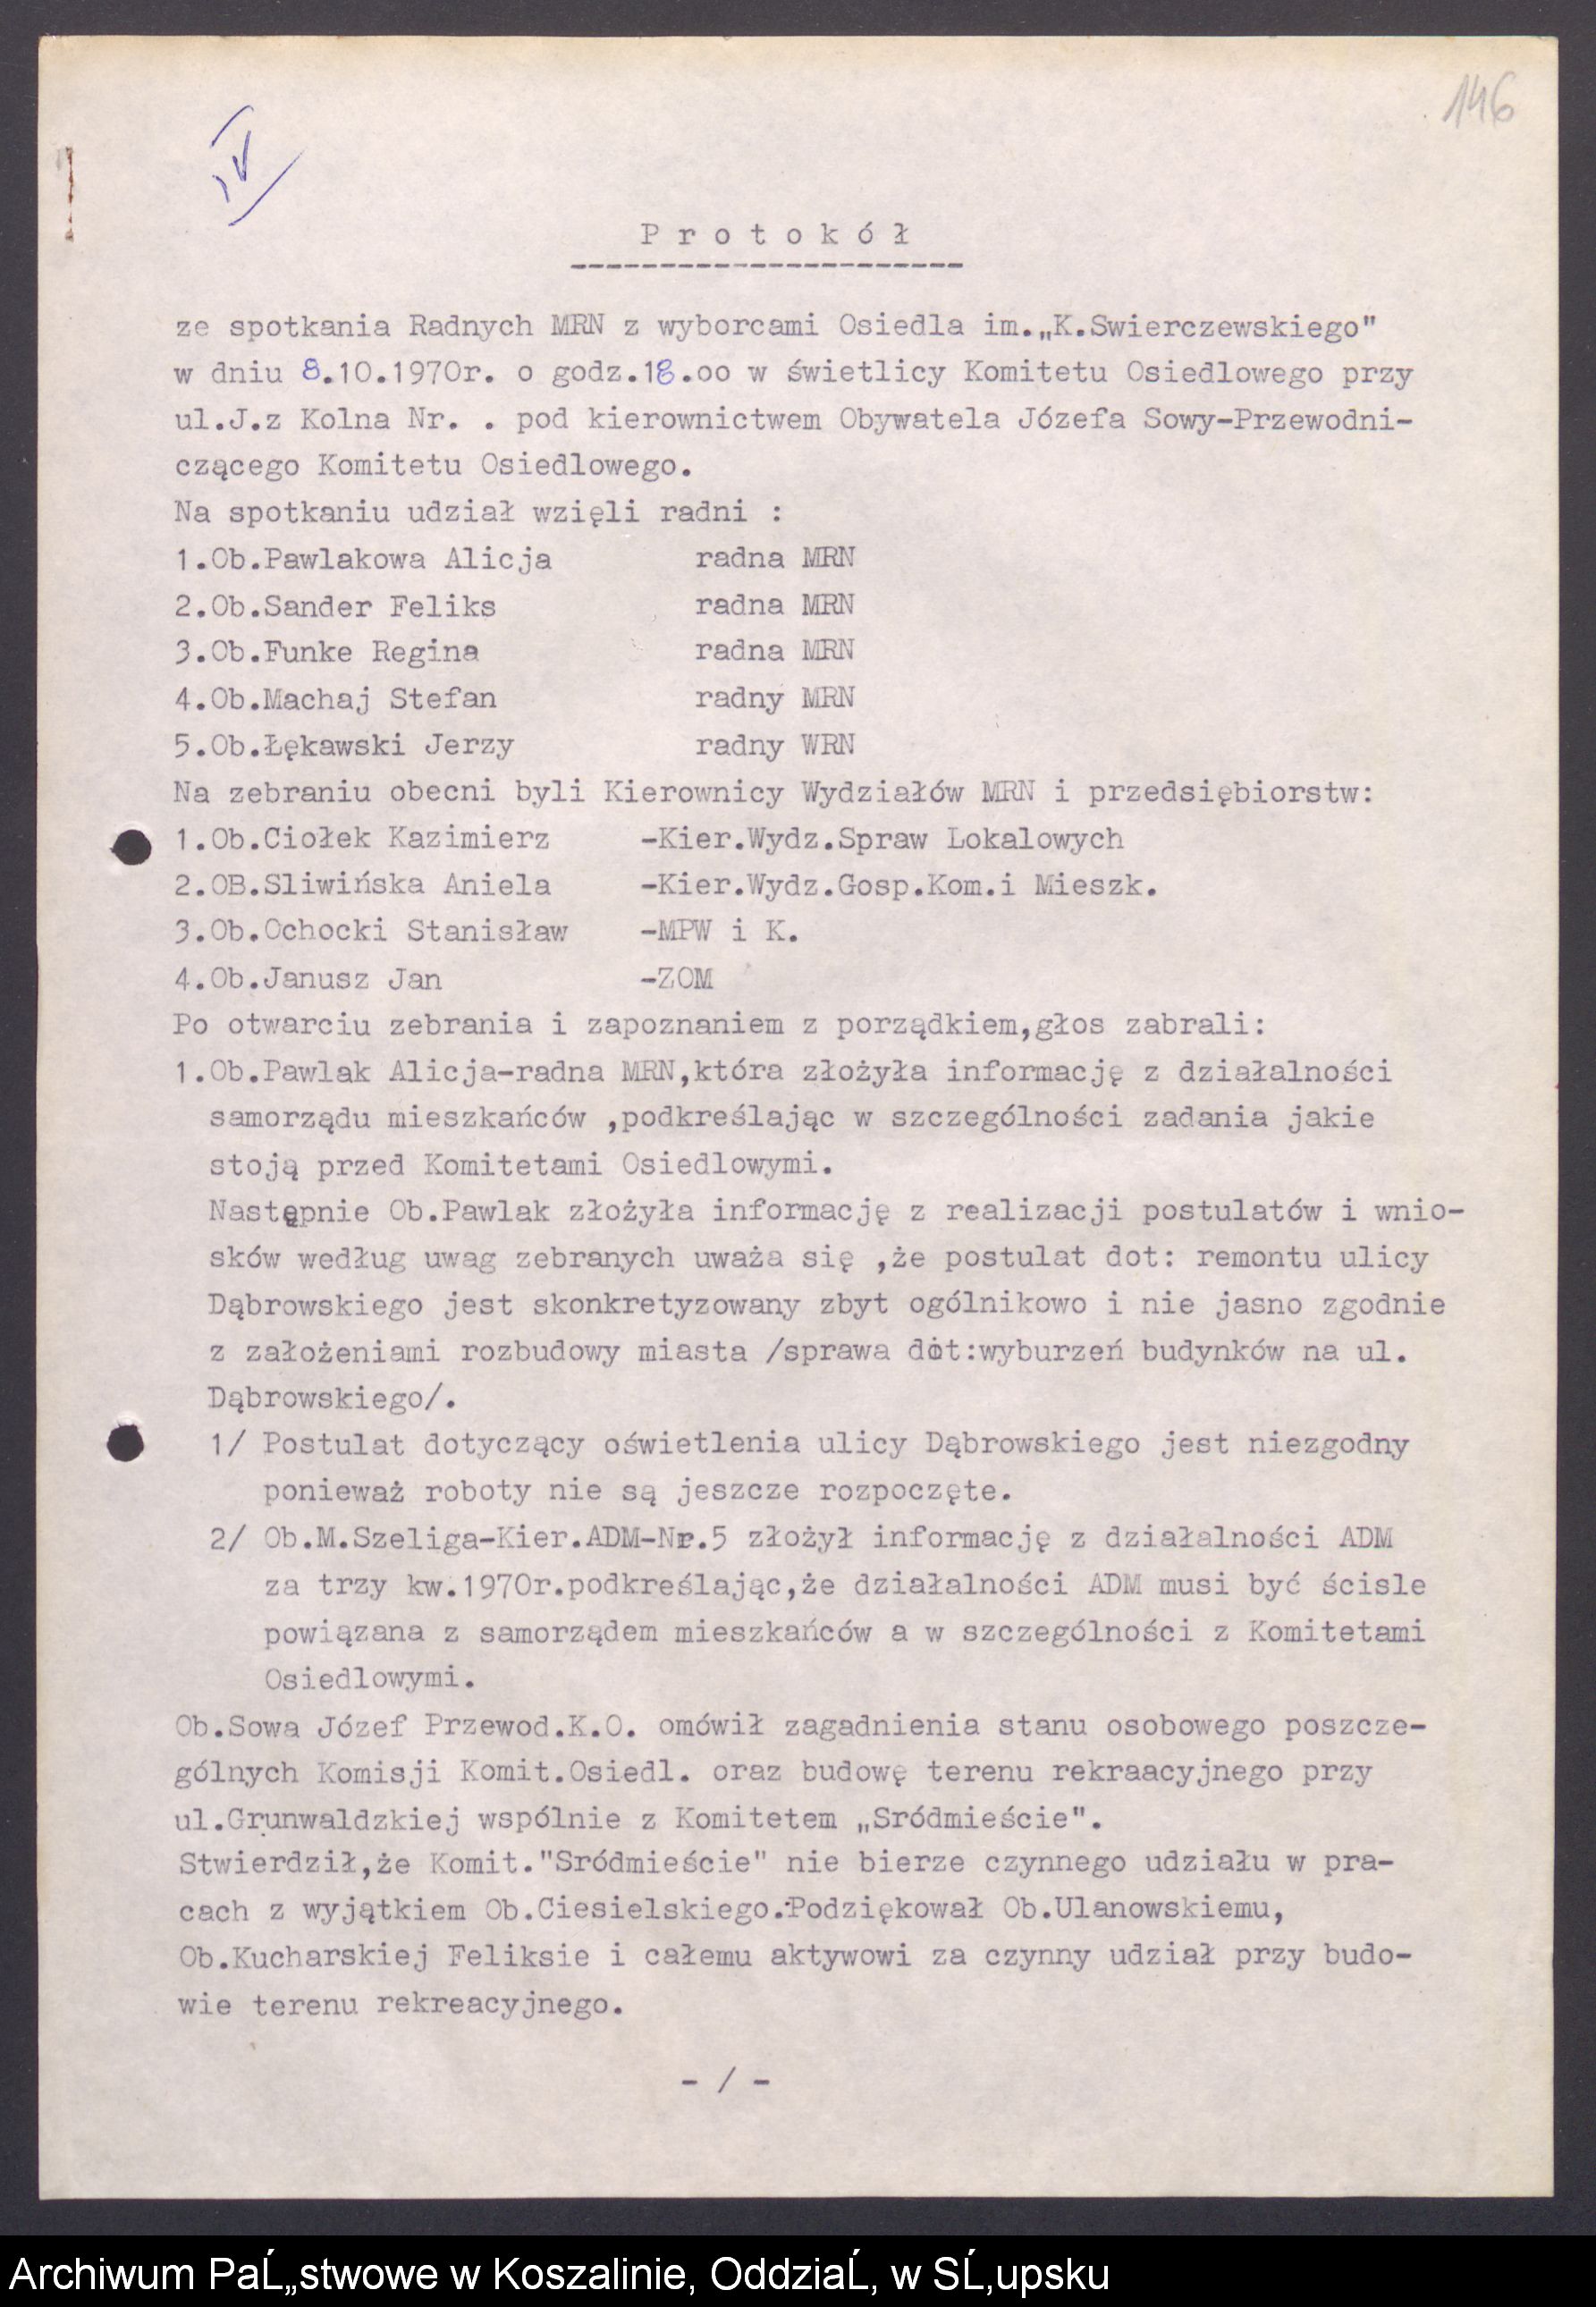 146
IV
P r o t o k ó ł
ze spotkania Radnych MRN z wyborcami Osiedla im.„K.Swierczewskiego"
w dniu 8.10.1970r. o godz.18.oo w świetlicy Komitetu Osiedlowego przy
ul.J.z Kolna Nr. . pod kierownictwem Obywatela Józefa Sowy-Przewodni-
czącego Komitetu Osiedlowego.
Na spotkaniu udział wzięli radni :
1.Ob.Pawlakowa Alicja radna MRN
2.Ob.Sander Feliks radna MRN
3.Ob.Funke Regina radna MRN
4.Ob.Machaj Stefan radny MRN
5.Ob.Łękawski Jerzy radny WRN
Na zebraniu obecni byli Kierownicy Wydziałów MRN i przedsiębiorstw:
1.Ob.Ciołek Kazimierz -Kier.Wydz.Spraw Lokalowych
2.OB.Sliwińska Aniela -Kier.Wydz.Gosp.Kom.i Mieszk.
3.Ob.Ochocki Stanisław -MPW i K.
4.Ob.Janusz Jan -ZOM
Po otwarciu zebrania i zapoznaniem z porządkiem,głos zabrali:
1.Ob.Pawlak Alicja-radna MRN,która złożyła informację z działalności
samorządu mieszkańców ,podkreślając w szczególności zadania jakie
stoją przed Komitetami Osiedlowymi.
Następnie Ob.Pawlak złożyła informację z realizacji postulatów i wnio-
sków według uwag zebranych uważa się ,że postulat dot: remontu ulicy
Dąbrowskiego jest skonkretyzowany zbyt ogólnikowo i nie jasno zgodnie
z założeniami rozbudowy miasta /sprawa dot:wyburzeń budynków na ul.
Dąbrowskiego/.
1/ Postulat dotyczący oświetlenia ulicy Dąbrowskiego jest niezgodny
ponieważ roboty nie są jeszcze rozpoczęte.
2/ Ob.M.Szeliga-Kier.ADM-Nr.5 złożył informację z działalności ADM
za trzy kw.1970r.podkreślając,że działalności ADM musi być ścisle
powiązana z samorządem mieszkańców a w szczególności z Komitetami
Osiedlowymi.
Ob.Sowa Józef Przewod.K.O. omówił zagadnienia stanu osobowego poszcze-
gólnych Komisji Komit.Osiedl. oraz budowę terenu rekraacyjnego przy
ul.Grunwaldzkiej wspólnie z Komitetem „Sródmieście".
Stwierdził,że Komit."Sródmieście" nie bierze czynnego udziału w pra-
cach z wyjątkiem Ob.Ciesielskiego.Podziękował Ob.Ulanowskiemu,
Ob.Kucharskiej Feliksie i całemu aktywowi za czynny udział przy budo-
wie terenu rekreacyjnego.
- / -
Archiwum PaĹ„stwowe w Koszalinie, OddziaĹ‚ w SĹ‚upsku